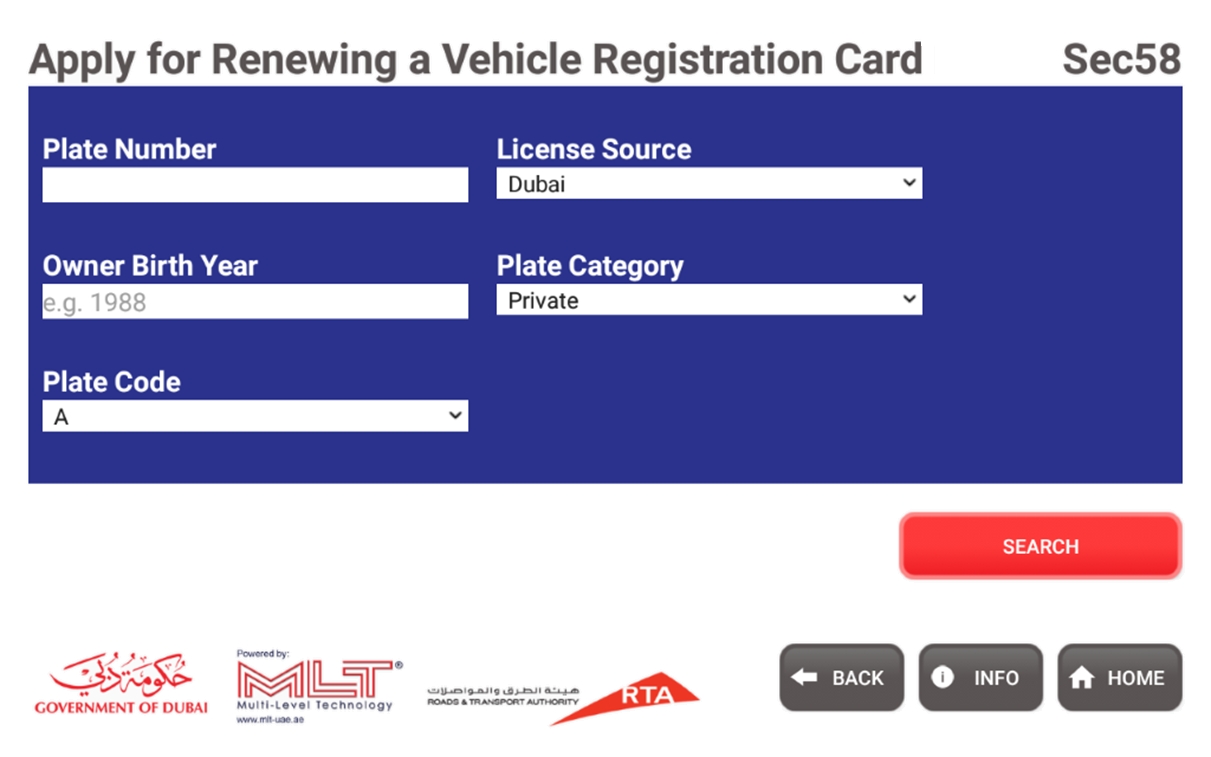 Apply for Renewing a Vehicle Registration Card Sec58
Plate Number License Source
Dubai
Owner Birth Year Plate Category
e.g. 1988 Private
Plate Code
A
SEARCH
حكومة دبي
GOVERNMENT OF DUBAI
Powered by:
MLT®
Multi-Level Technology
www.mlt-uae.ae
هيئة الطرق والمواصلات
ROADS & TRANSPORT AUTHORITY
RTA
BACK INFO HOME